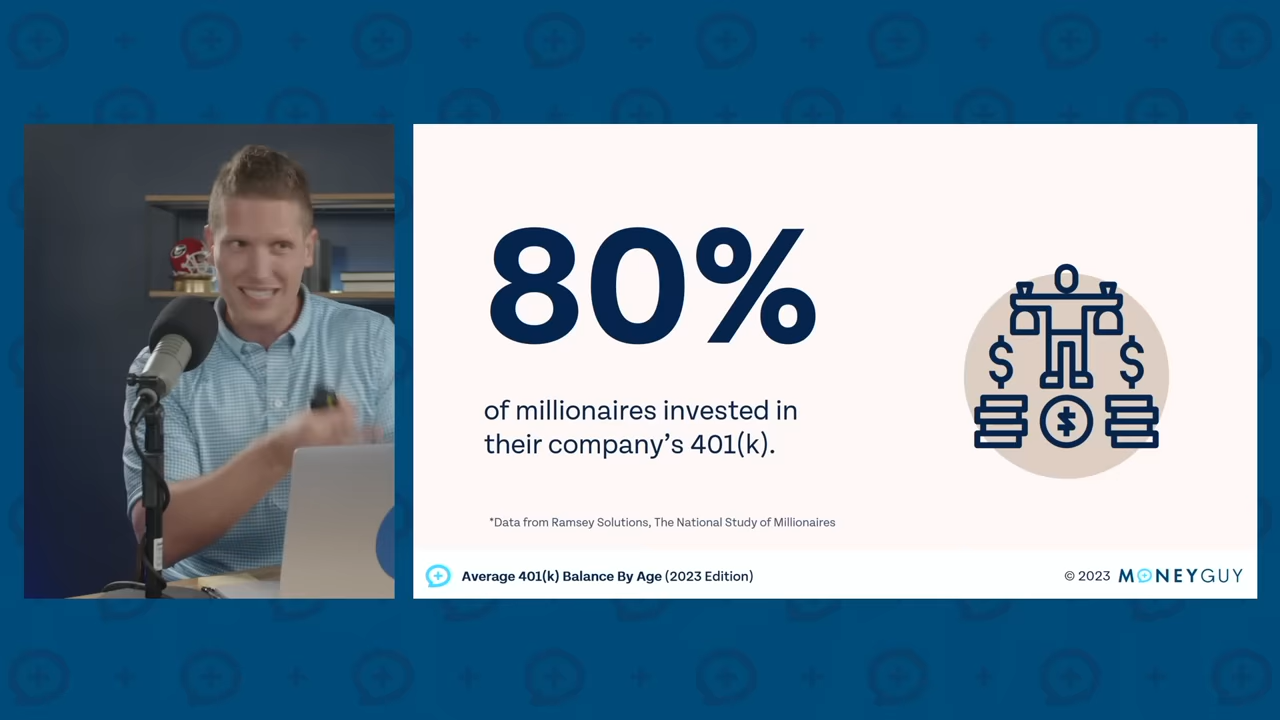 80%
of millionaires invested in
their company’s 401(k).
*Data from Ramsey Solutions, The National Study of Millionaires
Average 401(k) Balance By Age (2023 Edition)
© 2023 MONEYGUY